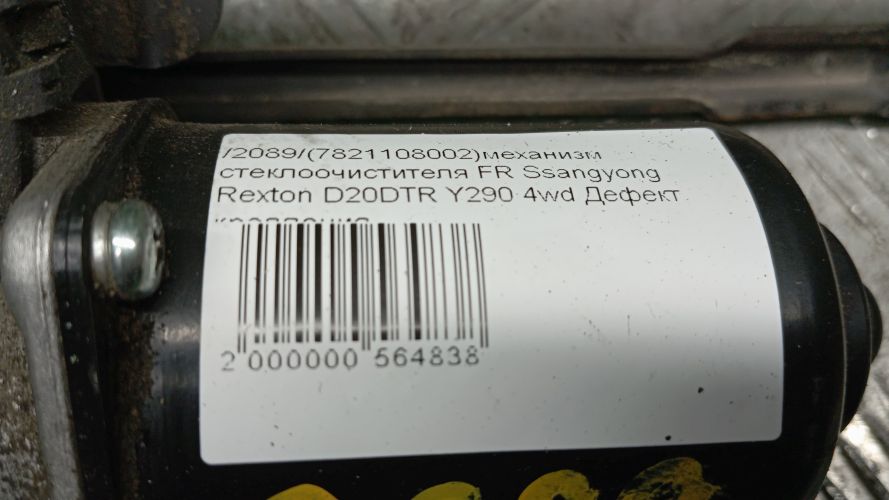 /2089/(7821108002)механизм
стеклоочистителя FR Ssangyong
Rexton D20DTR Y290 4wd Дефект
2 000000 564838